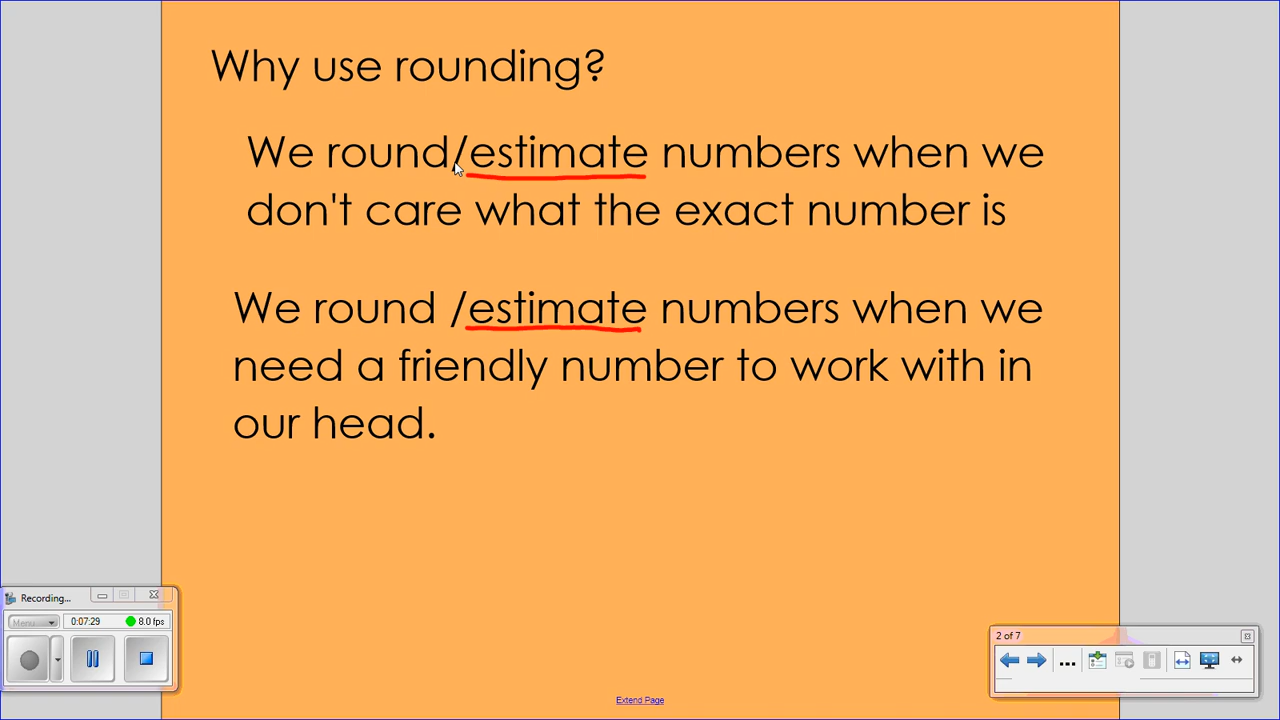 Why use rounding?
We round/estimate numbers when we
don't care what the exact number is
We round /estimate numbers when we
need a friendly number to work with in
our head.
Recording...
Menu
0:07:29
8.0 fps
2 of 7
...
Extend Page